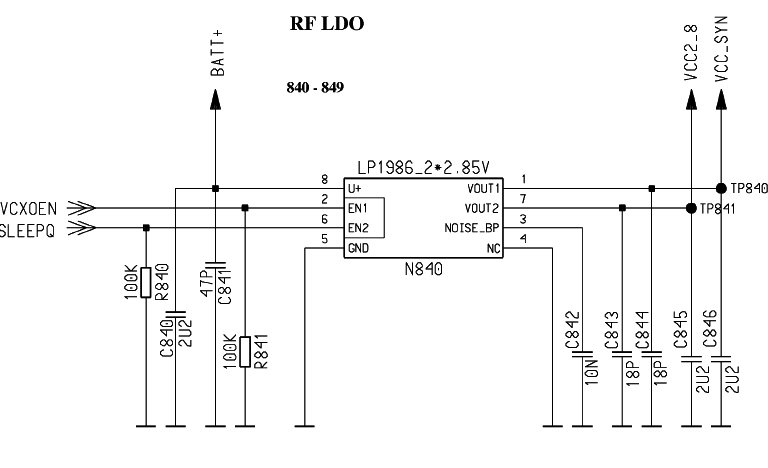 RF LDO
BATT+
VCC2_8
VCC_SYN
840 - 849
LP1986_2*2.85V
8
U+
VOUT1
1
TP840
VCXOEN
2
EN1
VOUT2
7
TP841
SLEEPQ
6
EN2
NOISE_BP
3
5
GND
NC
4
N840
100K
R840
C840
2U2
47P
C841
100K
R841
C842
10N
C843
18P
C844
18P
C845
2U2
C846
2U2